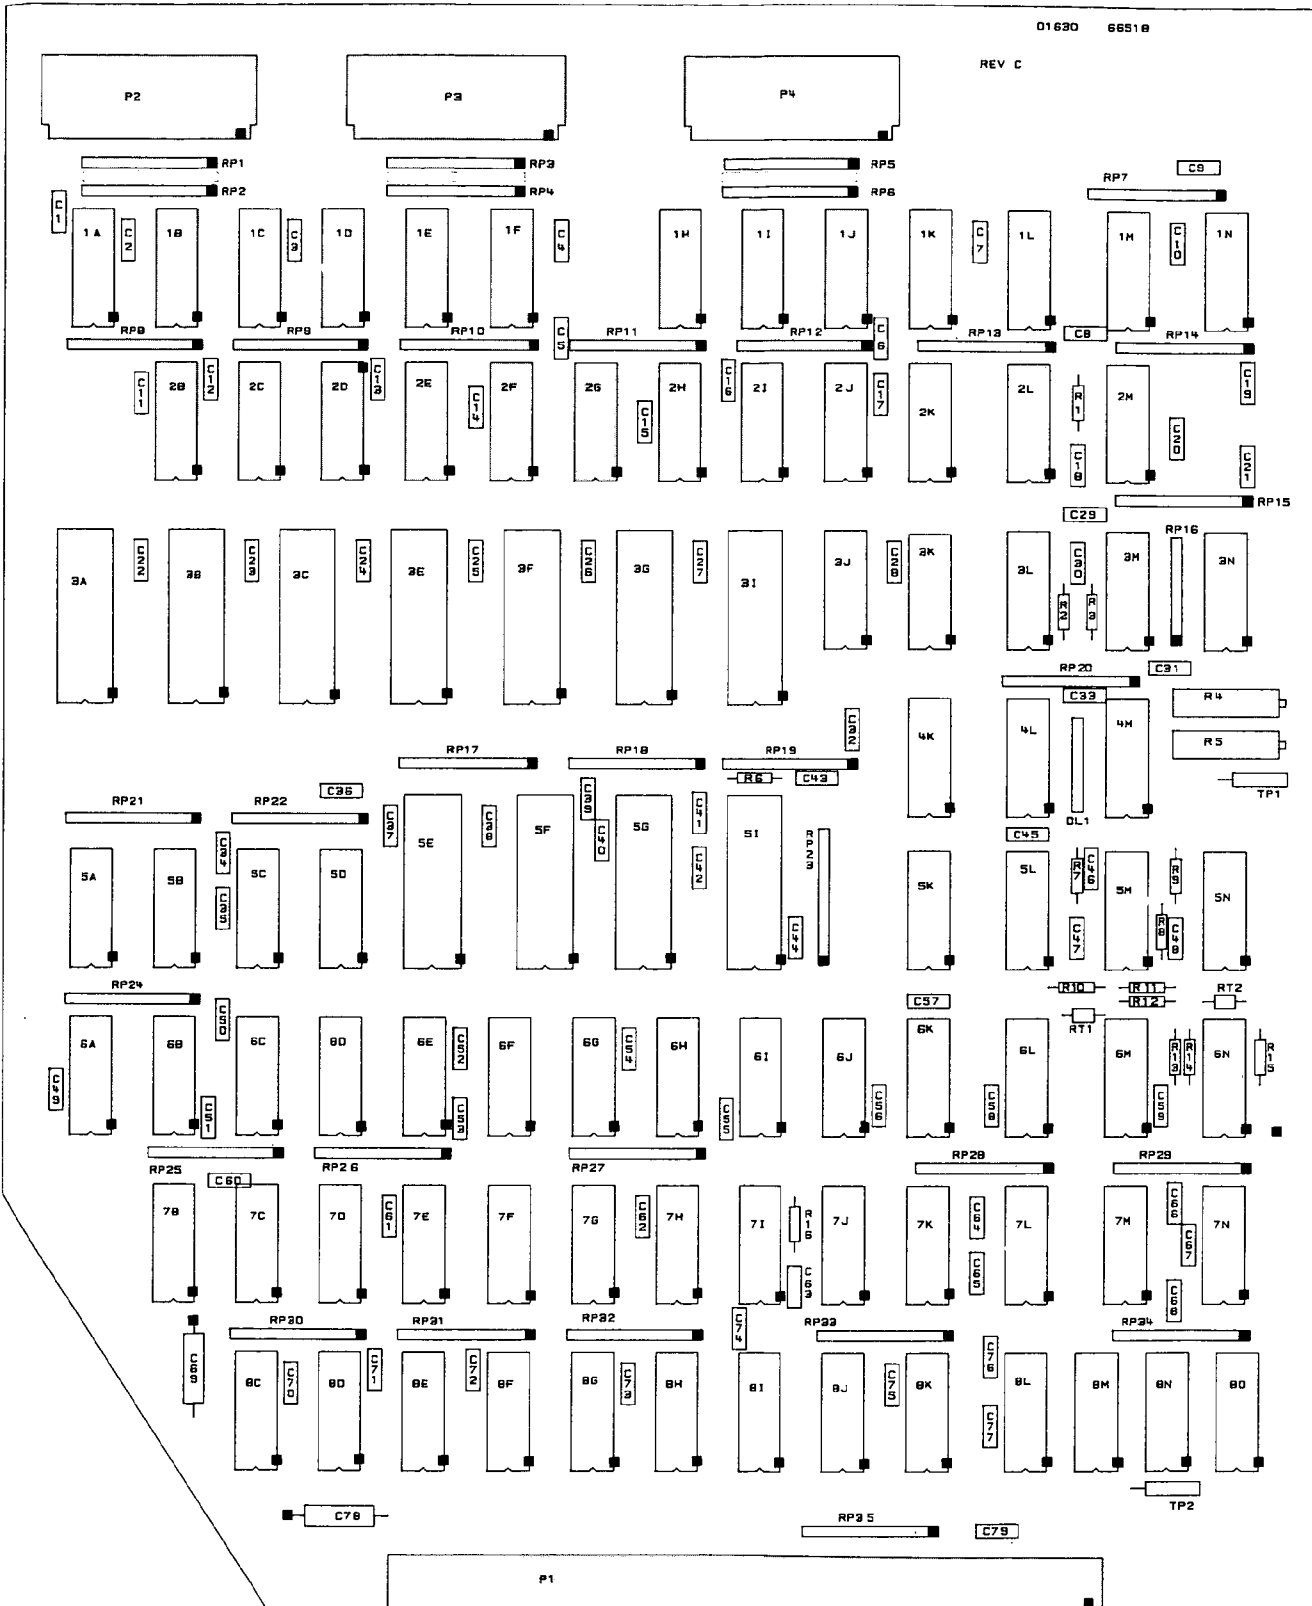 01630 66518
REV C
P2 P3 P4
RP1 RP3 RP5 C9
RP2 RP4 RP6 RP7
C1 1A C2 1B 1C C3 1D 1E 1F C4 1H 1I 1J 1K C7 1L 1M C10 1N
RP8 RP9 RP10 C5 RP11 RP12 C6 RP13 C8 RP14
C11 2B C12 2C 2D C13 2E C14 2F 2G C15 2H C16 2I 2J C17 2K 2L R1 C18 2M C20 C19 C21
RP15
C29 RP16
3A C22 3B C23 3C C24 3E C25 3F C26 3G C27 3I 3J C28 3K 3L C30 R2 R3 3M 3N
RP20 C31
C33 R4
4K 4L 4M
C32 R5
RP17 RP18 RP19
R6 C43 TP1
C36 C39
RP21 RP22 DL1
C34 C37 5E C38 5F C40 5G C41 5I RP23 C45
5A 5B C35 5C 5D C42 C44 5K 5L R7 C46 C47 5M R8 C48 R9 5N
RP24 R10 R11 RT2
C50 C57 R12
RT1
C49 6A 6B C51 6C 8D 6E C52 C53 6F 6G C54 6H C55 6I 6J C56 6K C58 6L 6M C59 R13 R14 6N R15
RP25 RP26 RP27 RP28 RP29
C60
7B 7C 7D C61 7E 7F 7G C62 7H 7I R16 C63 7J 7K C64 C65 7L 7M C66 C67 C68 7N
RP30 RP31 RP32 C74 RP33 RP34
C69 8C C70 8D C71 8E C72 8F 8G C73 8H 8I 8J C75 8K C76 C77 8L 8M 8N 8O
TP2
C78 RP35 C79
P1